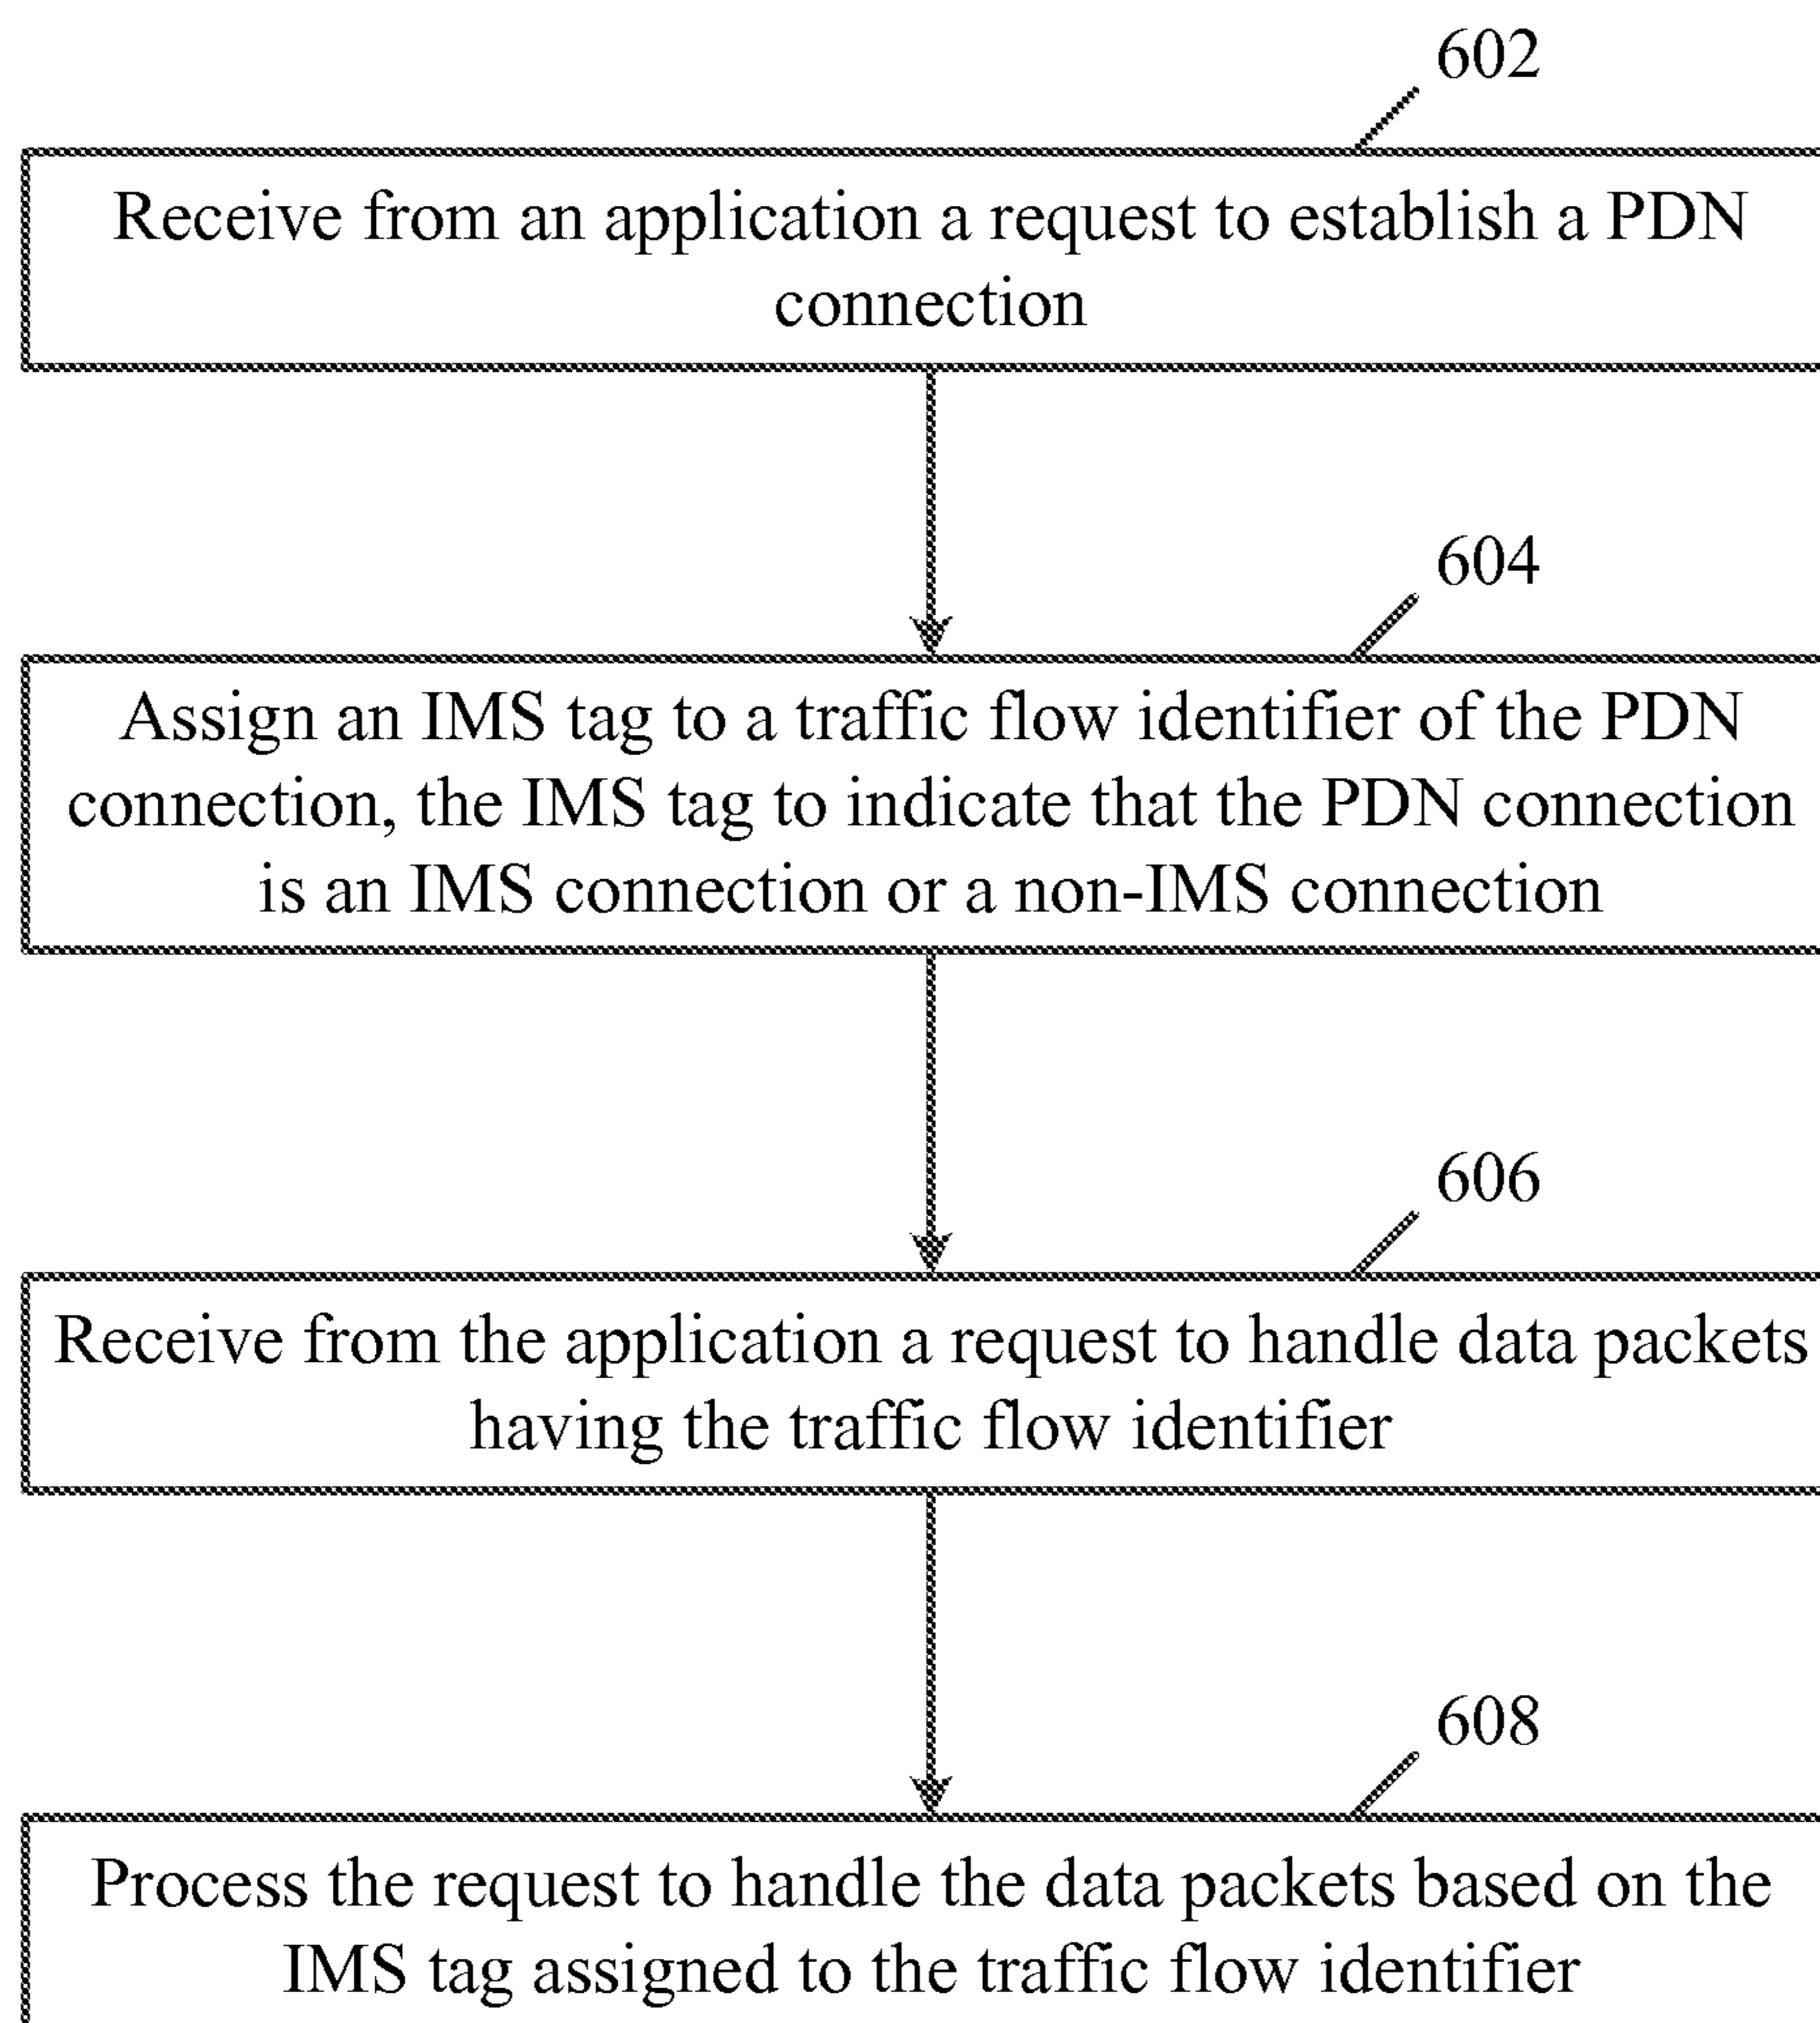 602
Receive from an application a request to establish a PDN
connection
604
Assign an IMS tag to a traffic flow identifier of the PDN
connection, the IMS tag to indicate that the PDN connection
is an IMS connection or a non-IMS connection
606
Receive from the application a request to handle data packets
having the traffic flow identifier
608
Process the request to handle the data packets based on the
IMS tag assigned to the traffic flow identifier